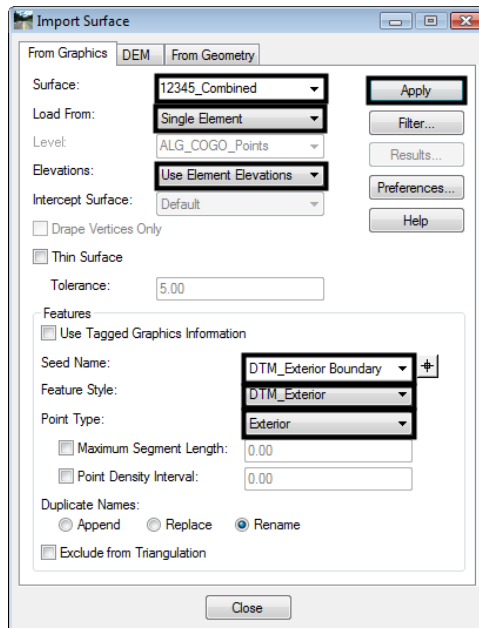 Import Surface
From Graphics DEM From Geometry
Surface: 12345_Combined Apply
Load From: Single Element Filter...
Level: ALG_COGO_Points Results...
Elevations: Use Element Elevations Preferences...
Intercept Surface: Default Help
Drape Vertices Only
Thin Surface
Tolerance: 5.00
Features
Use Tagged Graphics Information
Seed Name: DTM_Exterior Boundary
Feature Style: DTM_Exterior
Point Type: Exterior
Maximum Segment Length: 0.00
Point Density Interval: 0.00
Duplicate Names:
Append Replace Rename
Exclude from Triangulation
Close